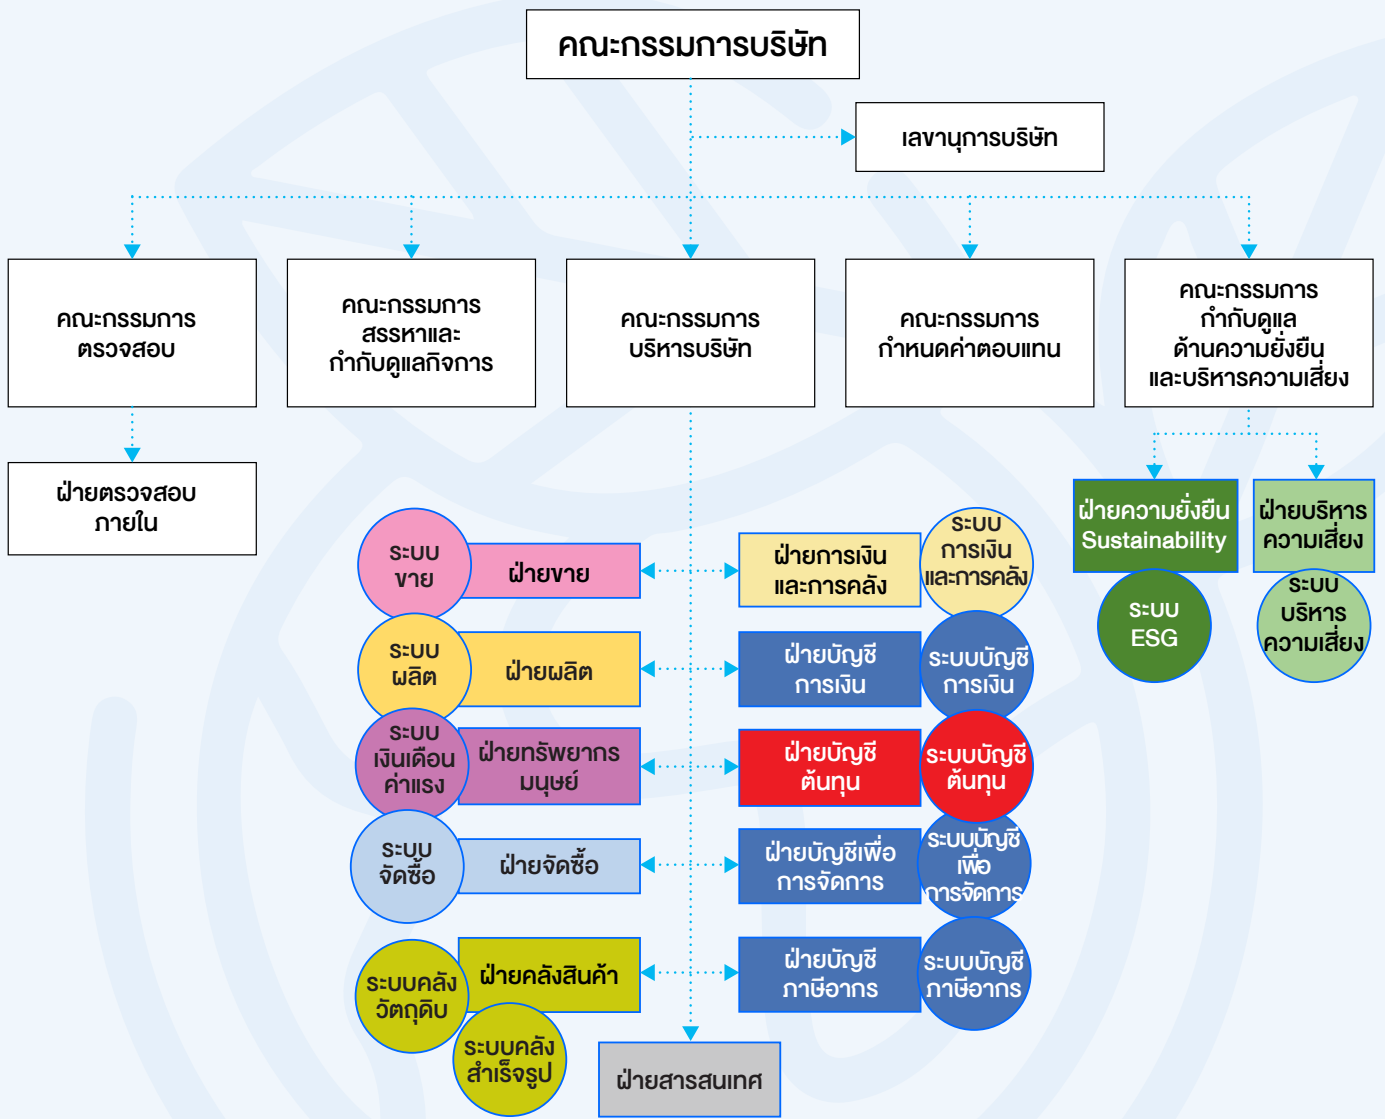 คณะกรรมการบริษัท
เลขานุการบริษัท
คณะกรรมการ
ตรวจสอบ
คณะกรรมการ
สรรหาและ
กำกับดูแลกิจการ
คณะกรรมการ
บริหารบริษัท
คณะกรรมการ
กำหนดค่าตอบแทน
คณะกรรมการ
กำกับดูแล
ด้านความยั่งยืน
และบริหารความเสี่ยง
ฝ่ายตรวจสอบ
ภายใน
ฝ่ายความยั่งยืน
Sustainability
ฝ่ายบริหาร
ความเสี่ยง
ระบบ
ESG
ระบบ
บริหาร
ความเสี่ยง
ระบบ
ขาย
ฝ่ายขาย
ฝ่ายการเงิน
และการคลัง
ระบบ
การเงิน
และการคลัง
ระบบ
ผลิต
ฝ่ายผลิต
ฝ่ายบัญชี
การเงิน
ระบบบัญชี
การเงิน
ระบบ
เงินเดือน
ค่าแรง
ฝ่ายทรัพยากร
มนุษย์
ฝ่ายบัญชี
ต้นทุน
ระบบบัญชี
ต้นทุน
ระบบ
จัดซื้อ
ฝ่ายจัดซื้อ
ฝ่ายบัญชีเพื่อ
การจัดการ
ระบบบัญชี
เพื่อ
การจัดการ
ระบบคลัง
วัตถุดิบ
ฝ่ายคลังสินค้า
ระบบคลัง
สำเร็จรูป
ฝ่ายบัญชี
ภาษีอากร
ระบบบัญชี
ภาษีอากร
ฝ่ายสารสนเทศ